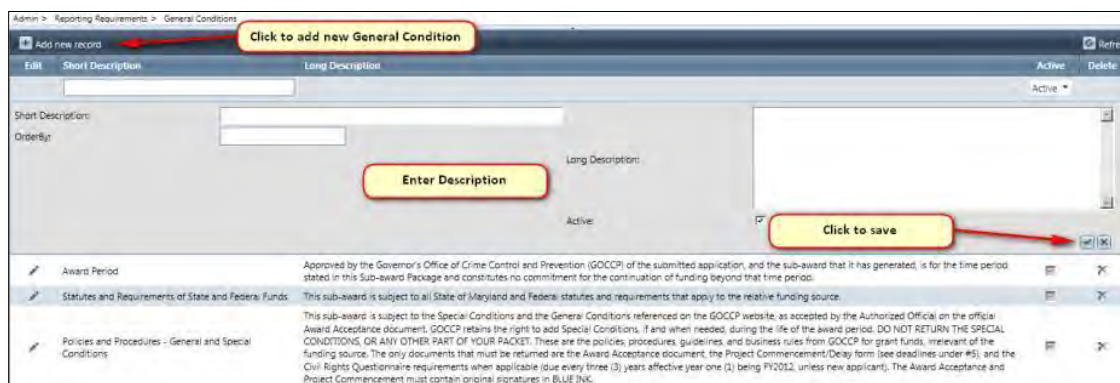 Admin > Reporting Requirements > General Conditions
Add new record
Click to add new General Condition
Refre
Edit Short Description Long Description Active Delete
Active
Short Description:
OrderBy:
Long Description:
Enter Description
Active:
Click to save
Award Period
Approved by the Governor's Office of Crime Control and Prevention (GOCCP) of the submitted application, and the sub-award that it has generated, is for the time period
stated in this Sub-award Package and constitutes no commitment for the continuation of funding beyond that time period.
Statutes and Requirements of State and Federal Funds
This sub-award is subject to all State of Maryland and Federal statutes and requirements that apply to the relative funding source.
Policies and Procedures - General and Special
Conditions
This sub-award is subject to the Special Conditions and the General Conditions referenced on the GOCCP website, as accepted by the Authorized Official on the official
Award Acceptance document. GOCCP retains the right to add Special Conditions, if and when needed, during the life of the award period. DO NOT RETURN THE SPECIAL
CONDITIONS, OR ANY OTHER PART OF YOUR PACKET. These are the policies, procedures, guidelines, and business rules from GOCCP for grant funds, irrelevant of the
funding source. The only documents that must be returned are the Award Acceptance document, the Project Commencement/Delay form (see deadlines under #5), and the
Civil Rights Questionnaire requirements when applicable (due every three (3) years affective year one (1) being FY2012, unless new applicant). The Award Acceptance and
Project Commencement must contain original signatures in BLUE INK.